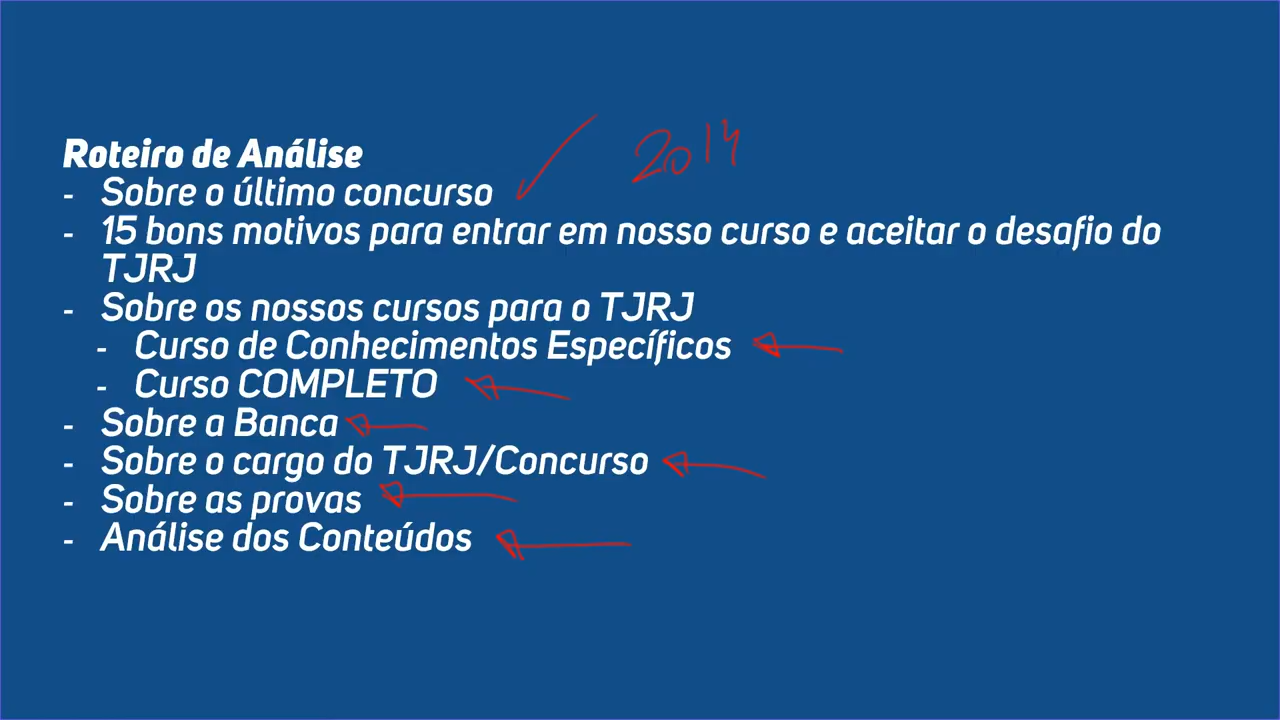 2014
Roteiro de Análise
- Sobre o último concurso
- 15 bons motivos para entrar em nosso curso e aceitar o desafio do
TJRJ
- Sobre os nossos cursos para o TJRJ
- Curso de Conhecimentos Específicos
- Curso COMPLETO
- Sobre a Banca
- Sobre o cargo do TJRJ/Concurso
- Sobre as provas
- Análise dos Conteúdos